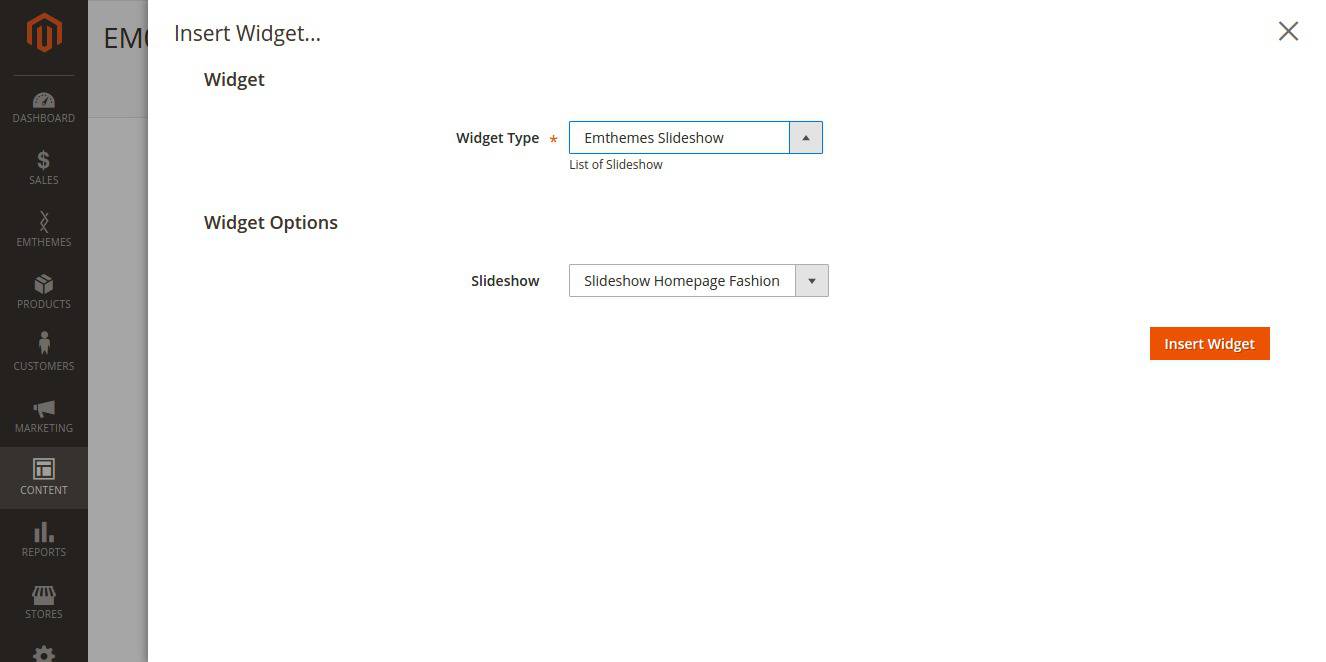 EM
Insert Widget...
Widget
Widget Type *
Emthemes Slideshow
List of Slideshow
Widget Options
Slideshow
Slideshow Homepage Fashion
Insert Widget
DASHBOARD
$
SALES
EMTHEMES
PRODUCTS
CUSTOMERS
MARKETING
CONTENT
REPORTS
STORES